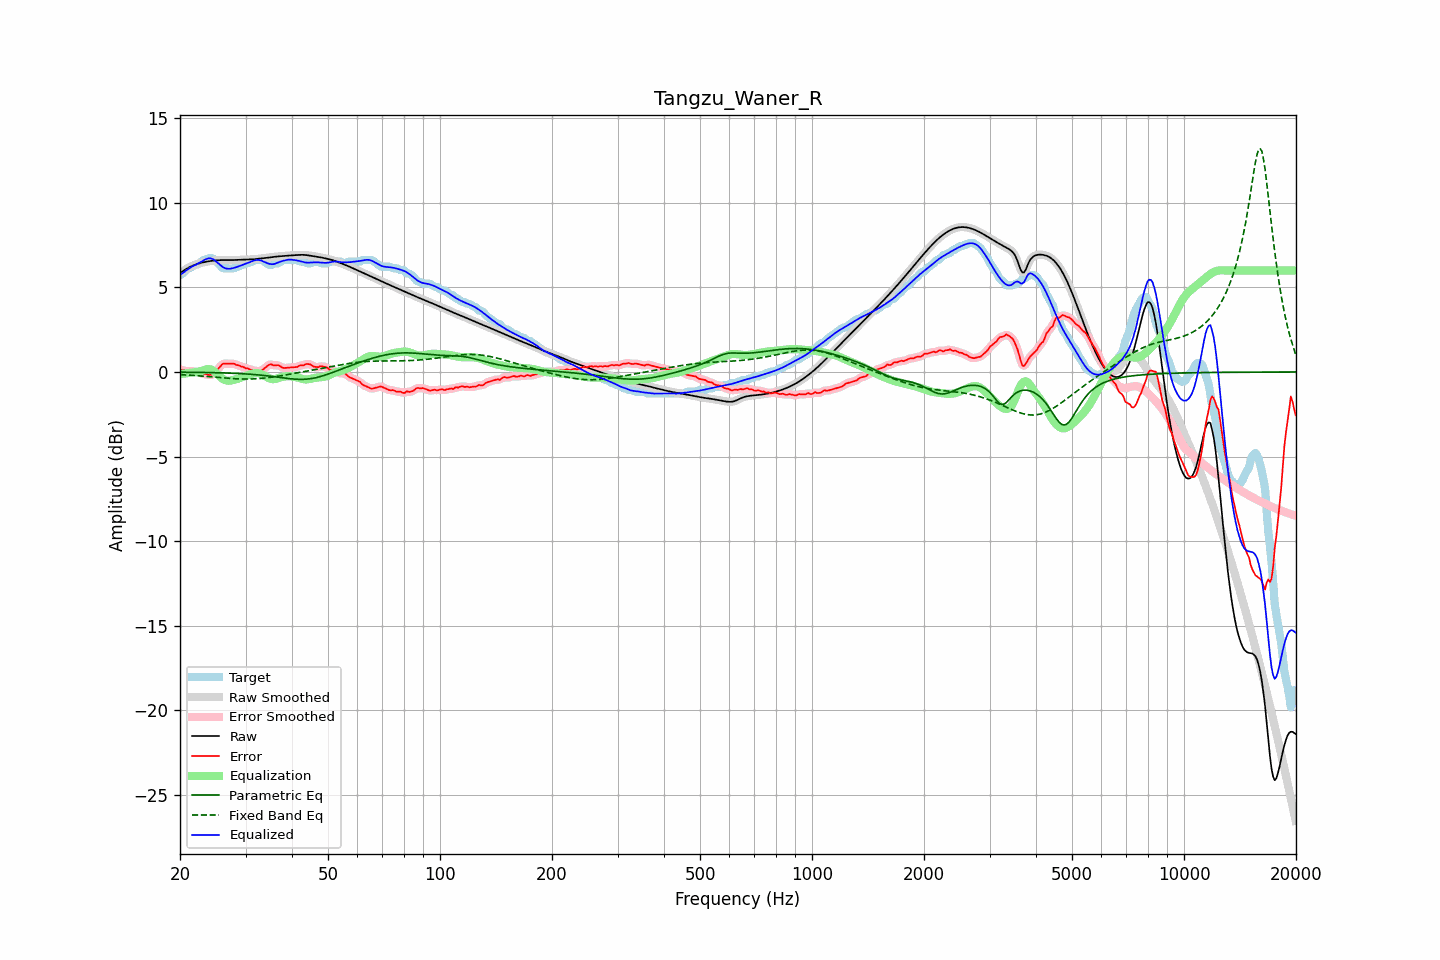 Tangzu_Waner_R
15
10
5
0
−5
−10
−15
−20
−25
Amplitude (dBr)
Target
Raw Smoothed
Error Smoothed
Raw
Error
Equalization
Parametric Eq
Fixed Band Eq
Equalized
20 50 100 200 500 1000 2000 5000 10000 20000
Frequency (Hz)